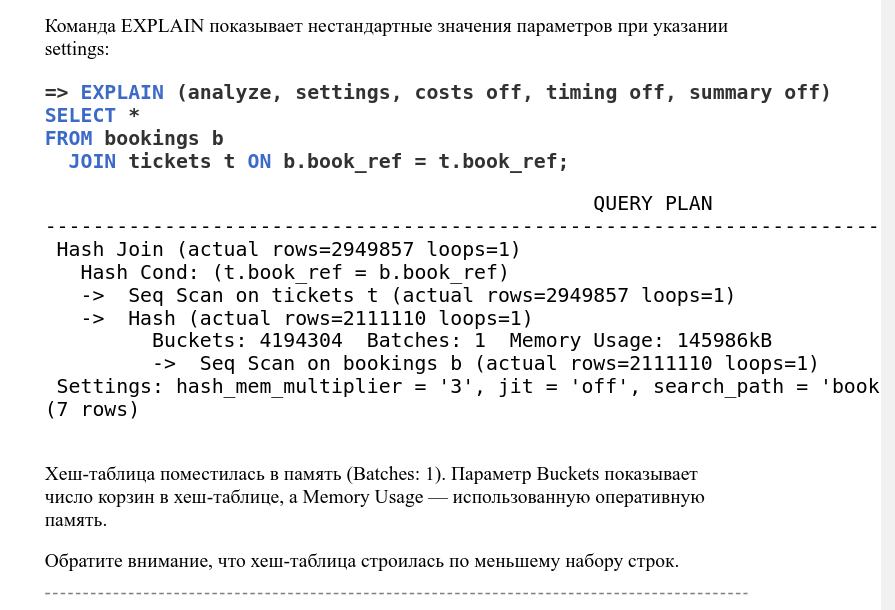 Команда EXPLAIN показывает нестандартные значения параметров при указании
settings:
=> EXPLAIN (analyze, settings, costs off, timing off, summary off)
SELECT *
FROM bookings b
  JOIN tickets t ON b.book_ref = t.book_ref;
QUERY PLAN
----------------------------------------------------------------------
Hash Join (actual rows=2949857 loops=1)
  Hash Cond: (t.book_ref = b.book_ref)
  ->  Seq Scan on tickets t (actual rows=2949857 loops=1)
  ->  Hash (actual rows=2111110 loops=1)
        Buckets: 4194304  Batches: 1  Memory Usage: 145986kB
        ->  Seq Scan on bookings b (actual rows=2111110 loops=1)
Settings: hash_mem_multiplier = '3', jit = 'off', search_path = 'book
(7 rows)
Хеш-таблица поместилась в память (Batches: 1). Параметр Buckets показывает
число корзин в хеш-таблице, а Memory Usage — использованную оперативную
память.
Обратите внимание, что хеш-таблица строилась по меньшему набору строк.